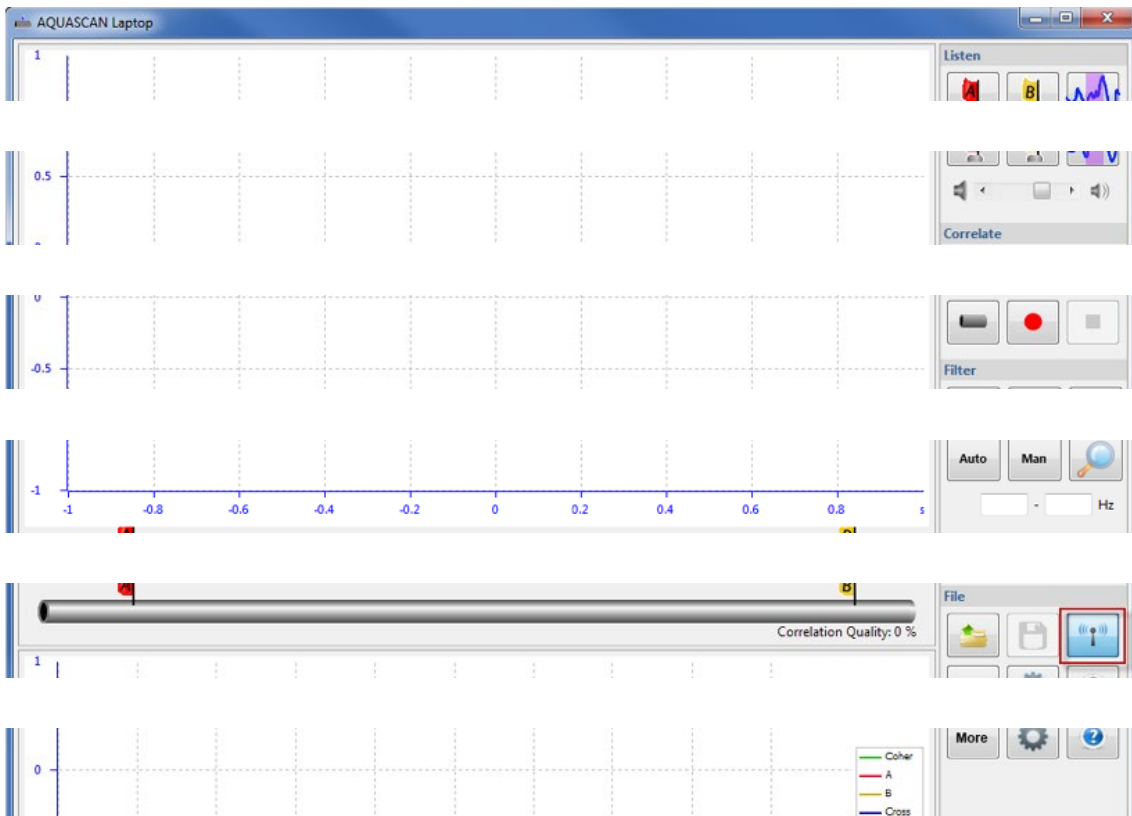 AQUASCAN Laptop
Listen
1
A B
0.5
Correlate
0
-0.5
Filter
Auto Man
-1
-1 -0.8 -0.6 -0.4 -0.2 0 0.2 0.4 0.6 0.8 s
- Hz
A B
File
Correlation Quality: 0 %
1
More
Coher
0
A
B
Cross